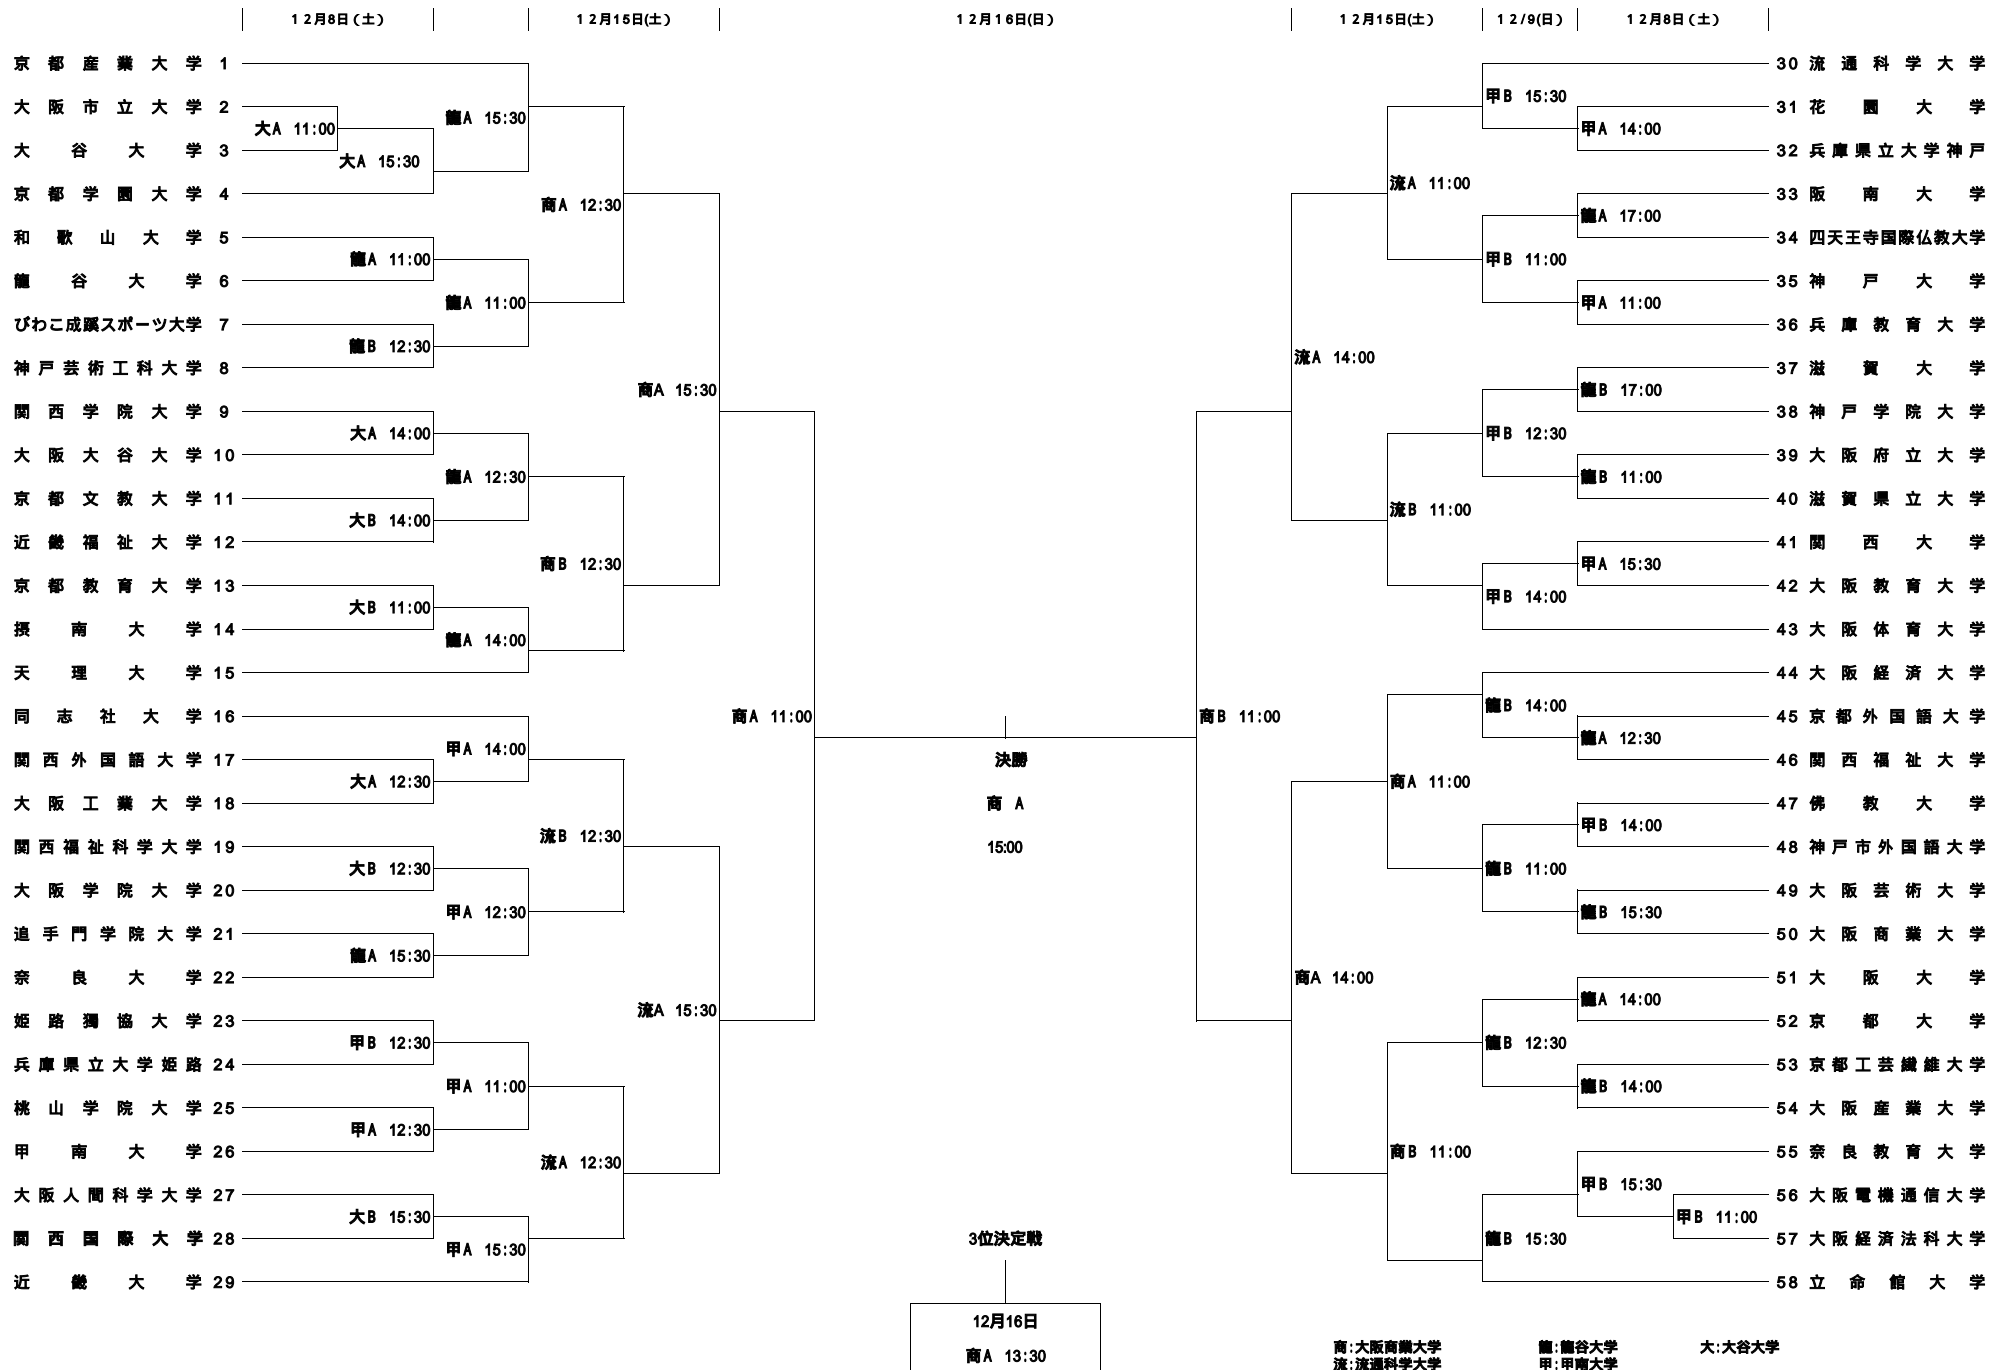 12月8日(土) 12月15日(土) 12月16日(日) 12月15日(土) 12/9(日) 12月8日(土)
京都産業大学 1
大阪市立大学 2
大谷大学 3
京都学園大学 4
和歌山大学 5
龍谷大学 6
びわこ成蹊スポーツ大学 7
神戸芸術工科大学 8
関西学院大学 9
大阪大谷大学 10
京都文教大学 11
近畿福祉大学 12
京都教育大学 13
摂南大学 14
天理大学 15
同志社大学 16
関西外国語大学 17
大阪工業大学 18
関西福祉科学大学 19
大阪学院大学 20
追手門学院大学 21
奈良大学 22
姫路獨協大学 23
兵庫県立大学姫路 24
桃山学院大学 25
甲南大学 26
大阪人間科学大学 27
関西国際大学 28
近畿大学 29
大A 11:00
大A 15:30
龍A 11:00
龍B 12:30
大A 14:00
大B 14:00
大B 11:00
大A 12:30
大B 12:30
龍A 15:30
甲B 12:30
甲A 12:30
大B 15:30
龍A 15:30
龍A 11:00
龍A 12:30
龍A 14:00
甲A 14:00
甲A 12:30
甲A 11:00
甲A 15:30
商A 12:30
商B 12:30
流B 12:30
流A 12:30
商A 15:30
流A 15:30
商A 11:00
決勝
商 A
15:00
3位決定戦
12月16日
商A 13:30
商B 11:00
流A 14:00
商A 14:00
流A 11:00
流B 11:00
商A 11:00
商B 11:00
甲B 15:30
甲B 11:00
甲B 12:30
甲B 14:00
龍B 14:00
龍B 11:00
龍B 12:30
龍B 15:30
甲A 14:00
龍A 17:00
甲A 11:00
龍B 17:00
龍B 11:00
甲A 15:30
龍A 12:30
甲B 14:00
龍B 15:30
龍A 14:00
龍B 14:00
甲B 15:30
甲B 11:00
30 流通科学大学
31 花園大学
32 兵庫県立大学神戸
33 阪南大学
34 四天王寺国際仏教大学
35 神戸大学
36 兵庫教育大学
37 滋賀大学
38 神戸学院大学
39 大阪府立大学
40 滋賀県立大学
41 関西大学
42 大阪教育大学
43 大阪体育大学
44 大阪経済大学
45 京都外国語大学
46 関西福祉大学
47 佛教大学
48 神戸市外国語大学
49 大阪芸術大学
50 大阪商業大学
51 大阪大学
52 京都大学
53 京都工芸繊維大学
54 大阪産業大学
55 奈良教育大学
56 大阪電機通信大学
57 大阪経済法科大学
58 立命館大学
商:大阪商業大学 龍:龍谷大学 大:大谷大学
流:流通科学大学 甲:甲南大学